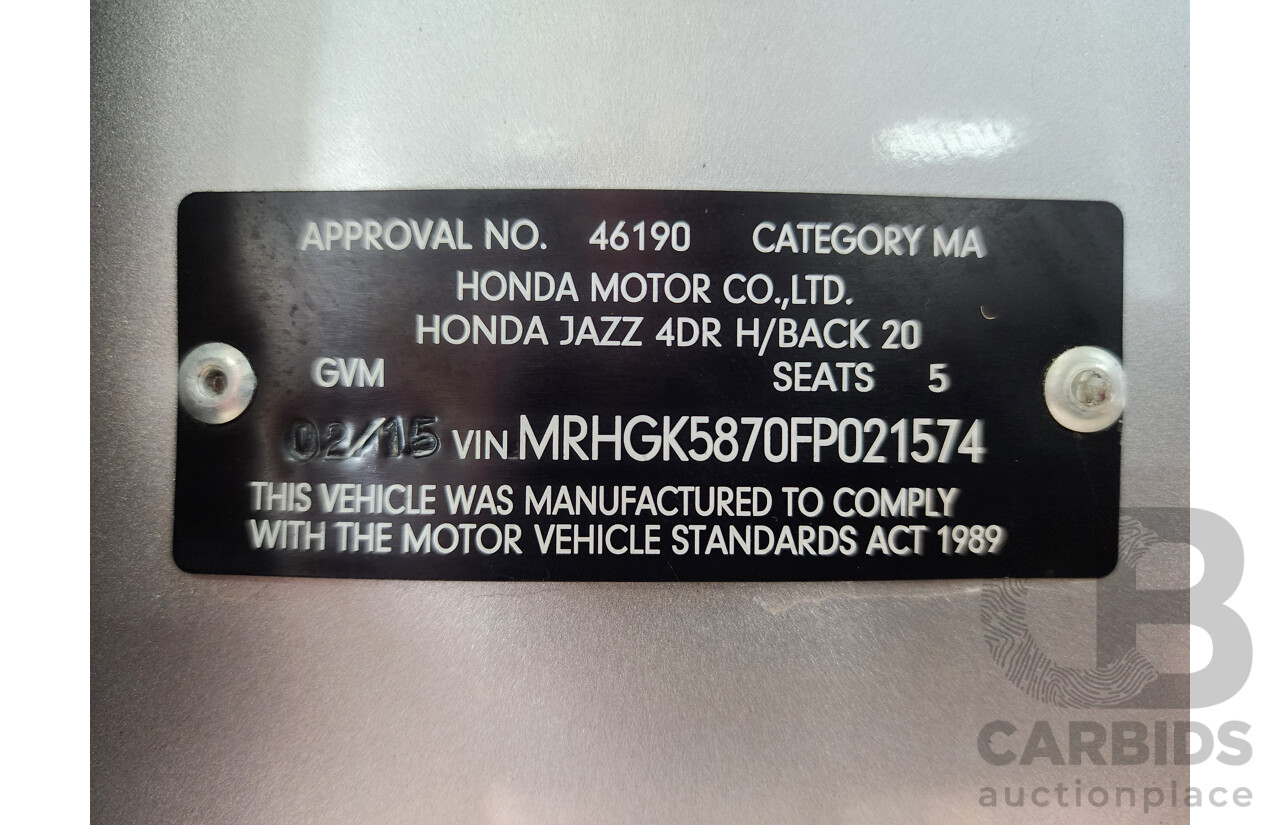 APPROVAL NO. 46190 CATEGORY MA
HONDA MOTOR CO.,LTD.
HONDA JAZZ 4DR H/BACK 20
GVM SEATS 5
02/15 VIN MRHGK5870FP021574
THIS VEHICLE WAS MANUFACTURED TO COMPLY
WITH THE MOTOR VEHICLE STANDARDS ACT 1989
CB
CARBIDS
auctionplace